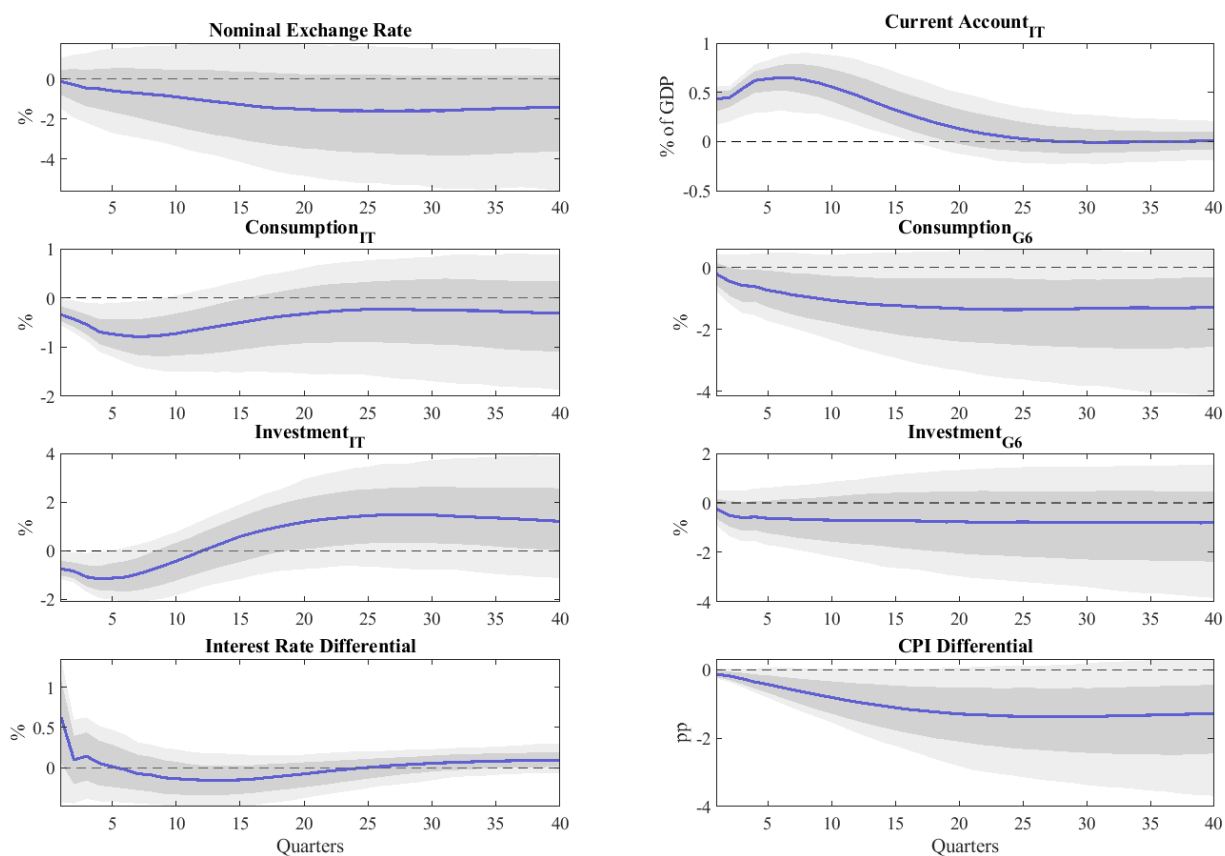 Nominal Exchange Rate
%
0
-2
-4
5 10 15 20 25 30 35 40
Current Account_IT
% of GDP
1
0.5
0
-0.5
5 10 15 20 25 30 35 40
Consumption_IT
%
1
0
-1
-2
5 10 15 20 25 30 35 40
Consumption_G6
%
0
-2
-4
5 10 15 20 25 30 35 40
Investment_IT
%
4
2
0
-2
5 10 15 20 25 30 35 40
Investment_G6
%
2
0
-2
-4
5 10 15 20 25 30 35 40
Interest Rate Differential
%
1
0.5
0
5 10 15 20 25 30 35 40
Quarters
CPI Differential
pp
0
-2
-4
5 10 15 20 25 30 35 40
Quarters